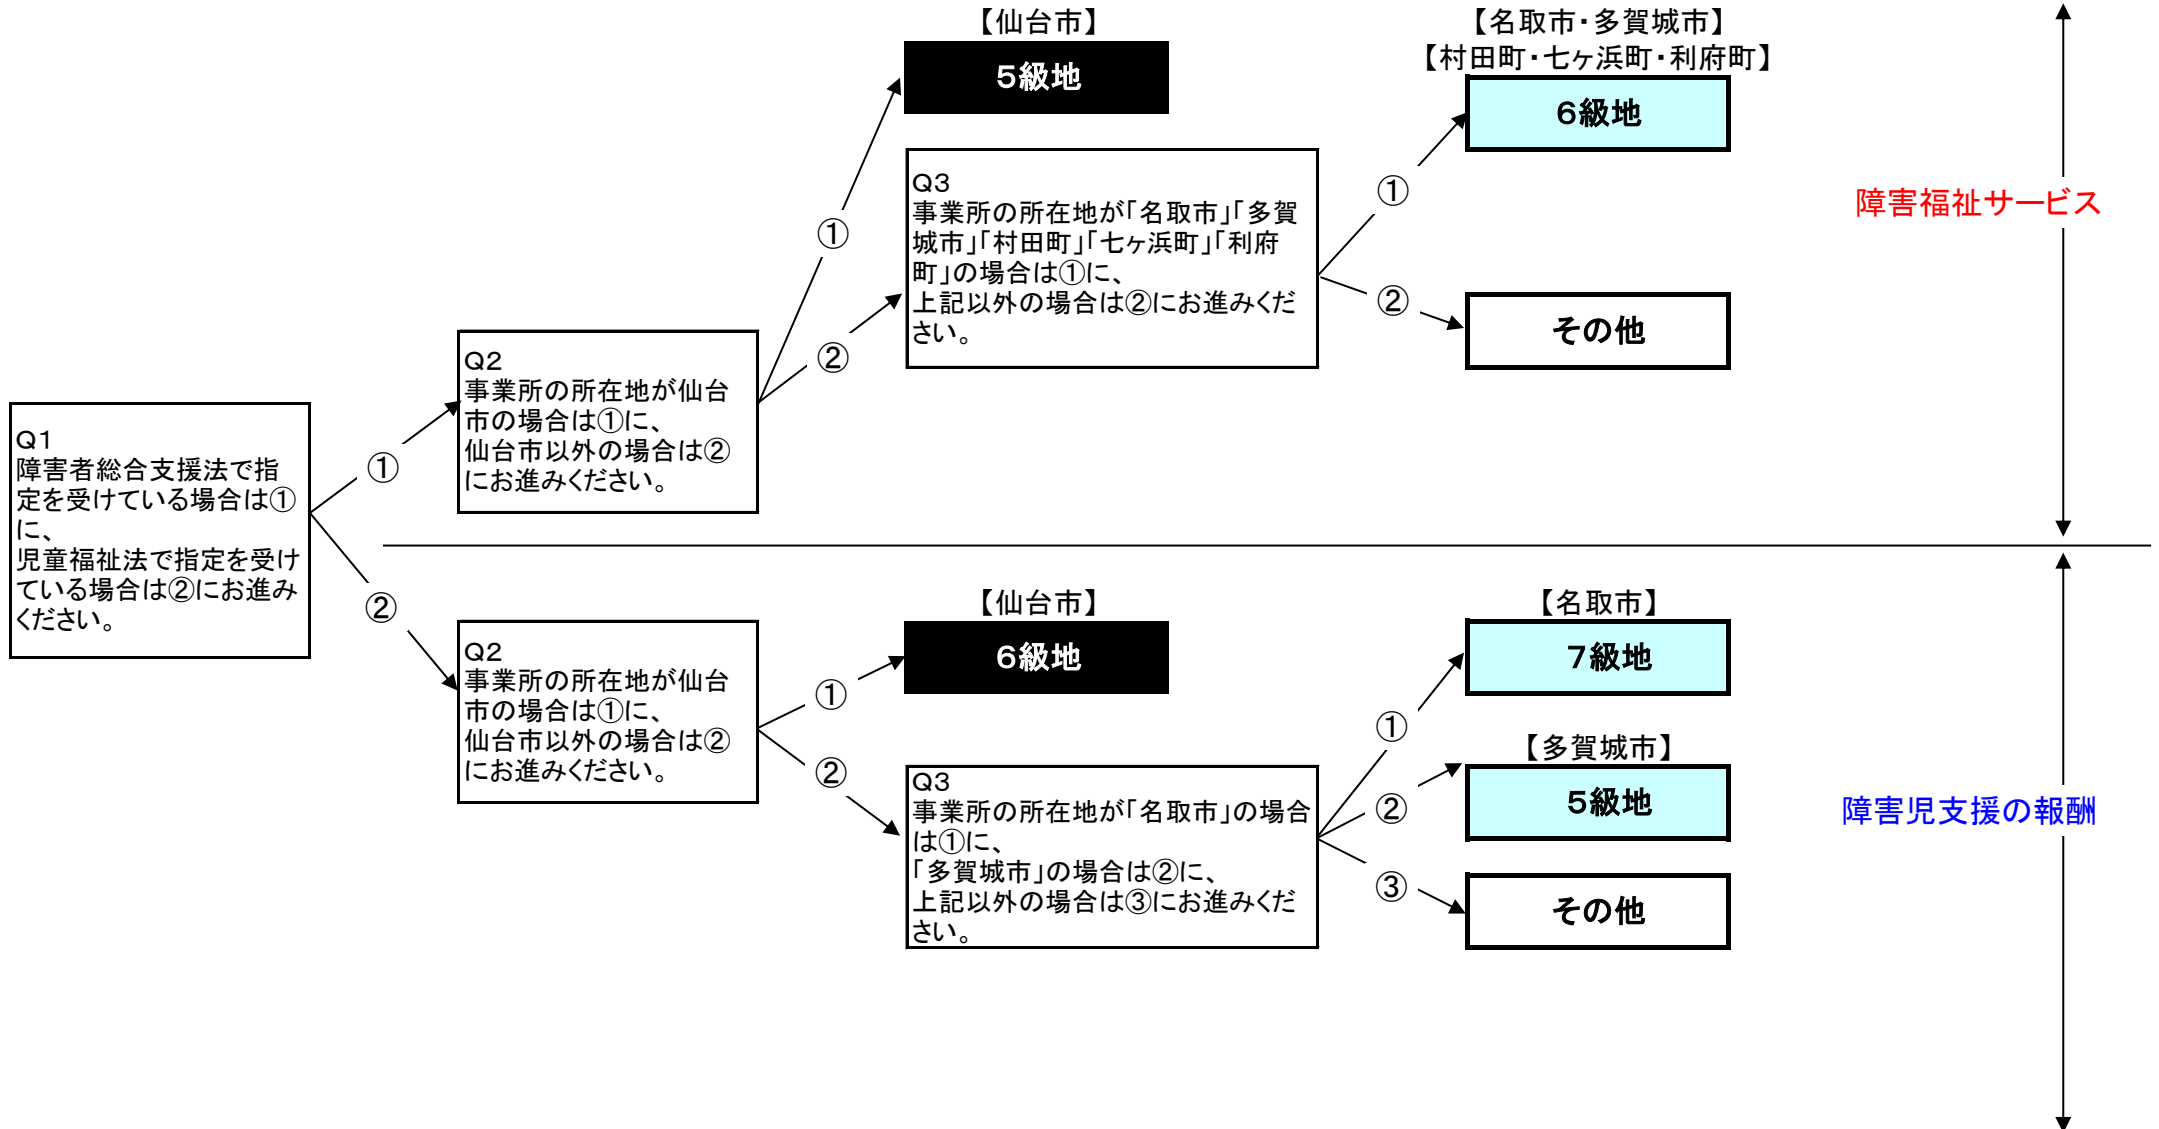 【仙台市】
5級地
【名取市・多賀城市】
【村田町・七ヶ浜町・利府町】
6級地
Q3
事業所の所在地が「名取市」「多賀
城市」「村田町」「七ヶ浜町」「利府
町」の場合は①に、
上記以外の場合は②にお進みくだ
さい。
①
②
その他
障害福祉サービス
①
②
Q2
事業所の所在地が仙台
市の場合は①に、
仙台市以外の場合は②
にお進みください。
Q1
障害者総合支援法で指
定を受けている場合は①
に、
児童福祉法で指定を受け
ている場合は②にお進み
ください。
①
②
Q2
事業所の所在地が仙台
市の場合は①に、
仙台市以外の場合は②
にお進みください。
①
②
【仙台市】
6級地
Q3
事業所の所在地が「名取市」の場合
は①に、
「多賀城市」の場合は②に、
上記以外の場合は③にお進みくだ
さい。
①
②
③
【名取市】
7級地
【多賀城市】
5級地
その他
障害児支援の報酬